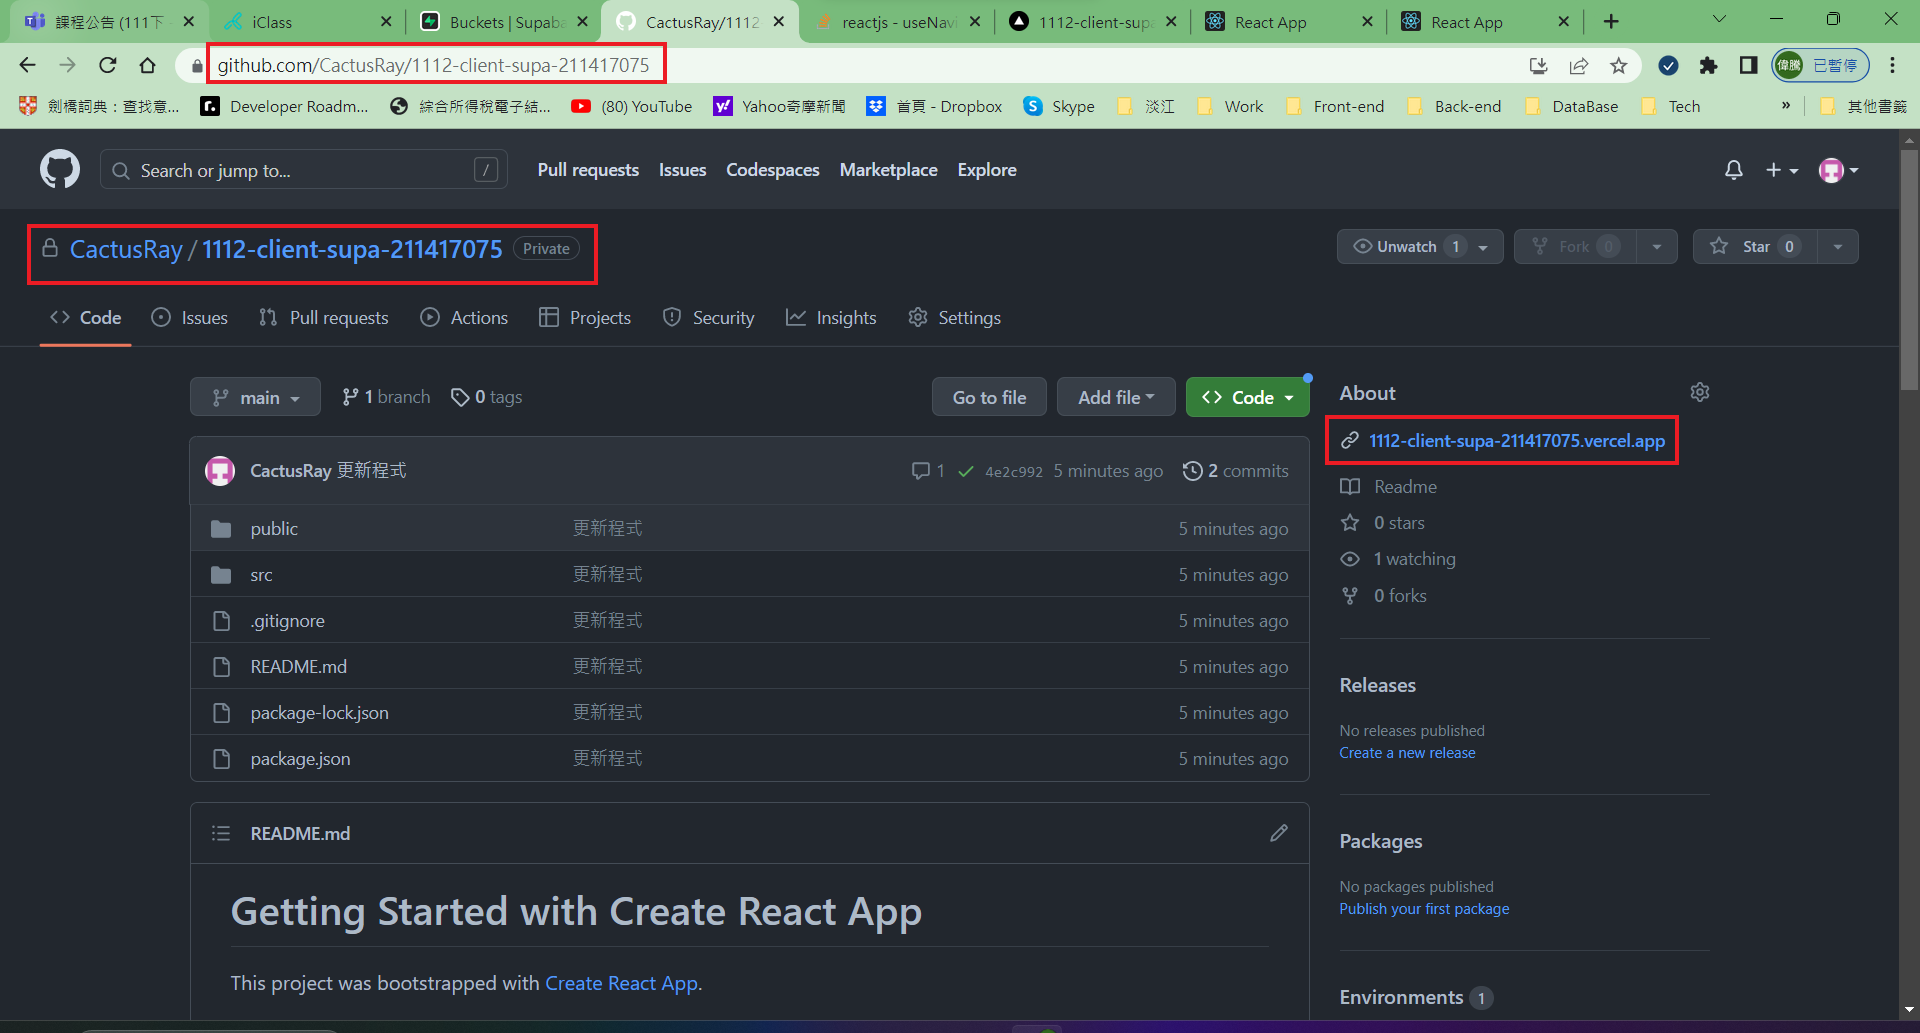 課程公告 (111下
iClass
Buckets | Supaba
CactusRay/1112-
reactjs - useNavi
1112-client-supa
React App
React App
github.com/CactusRay/1112-client-supa-211417075
偉騰
已暫停
劍橋詞典：查找意...
Developer Roadm...
綜合所得稅電子結...
(80) YouTube
Yahoo奇摩新聞
首頁 - Dropbox
Skype
淡江
Work
Front-end
Back-end
DataBase
Tech
»
其他書籤
Search or jump to...
/
Pull requests
Issues
Codespaces
Marketplace
Explore
CactusRay / 1112-client-supa-211417075 Private
Unwatch 1
Fork 0
Star 0
Code
Issues
Pull requests
Actions
Projects
Security
Insights
Settings
main
1 branch
0 tags
Go to file
Add file
Code
CactusRay 更新程式
1
4e2c992 5 minutes ago
2 commits
public 更新程式 5 minutes ago
src 更新程式 5 minutes ago
.gitignore 更新程式 5 minutes ago
README.md 更新程式 5 minutes ago
package-lock.json 更新程式 5 minutes ago
package.json 更新程式 5 minutes ago
README.md
Getting Started with Create React App
This project was bootstrapped with Create React App.
About
1112-client-supa-211417075.vercel.app
Readme
0 stars
1 watching
0 forks
Releases
No releases published
Create a new release
Packages
No packages published
Publish your first package
Environments 1